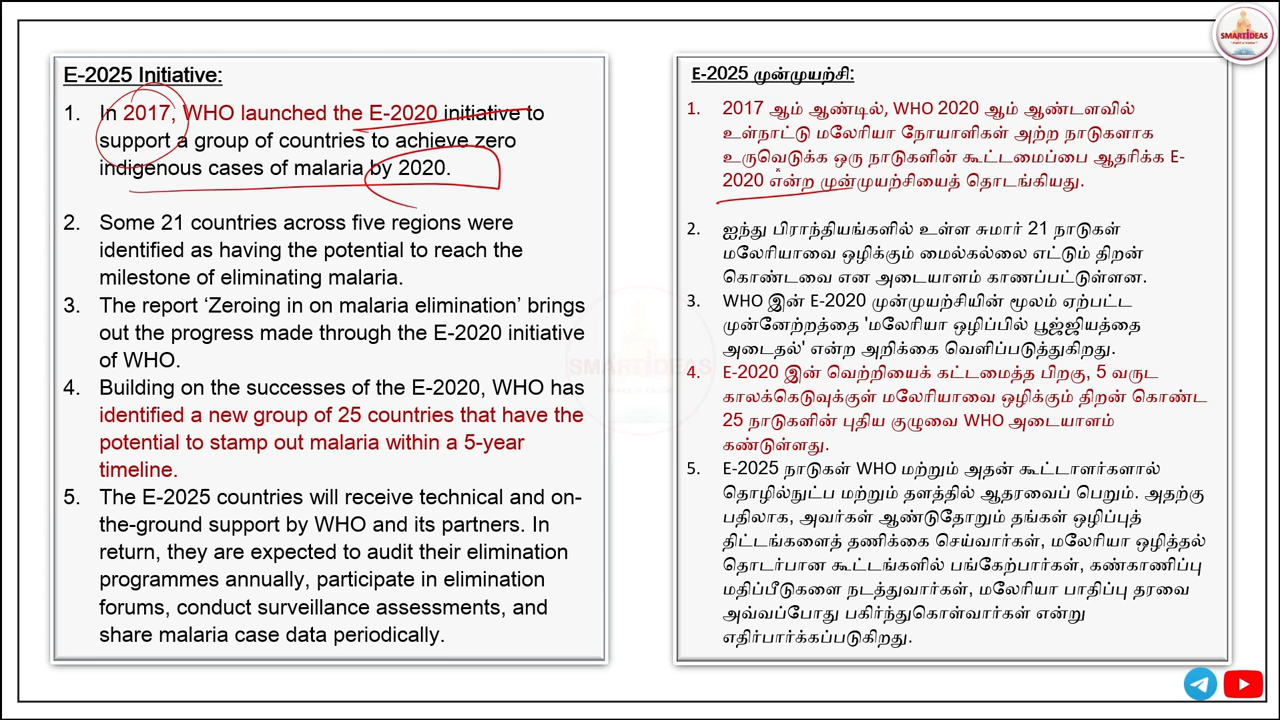 SMARTIDEAS
E-2025 Initiative:
1. In 2017, WHO launched the E-2020 initiative to
support a group of countries to achieve zero
indigenous cases of malaria by 2020.
2. Some 21 countries across five regions were
identified as having the potential to reach the
milestone of eliminating malaria.
3. The report ‘Zeroing in on malaria elimination’ brings
out the progress made through the E-2020 initiative
of WHO.
4. Building on the successes of the E-2020, WHO has
identified a new group of 25 countries that have the
potential to stamp out malaria within a 5-year
timeline.
5. The E-2025 countries will receive technical and on-
the-ground support by WHO and its partners. In
return, they are expected to audit their elimination
programmes annually, participate in elimination
forums, conduct surveillance assessments, and
share malaria case data periodically.
E-2025 முன்முயற்சி:
1. 2017 ஆம் ஆண்டில், WHO 2020 ஆம் ஆண்டளவில்
உள்நாட்டு மலேரியா நோயாளிகள் அற்ற நாடுகளாக
உருவெடுக்க ஒரு நாடுகளின் கூட்டமைப்பை ஆதரிக்க E-
2020 என்ற முன்முயற்சியைத் தொடங்கியது.
2. ஐந்து பிராந்தியங்களில் உள்ள சுமார் 21 நாடுகள்
மலேரியாவை ஒழிக்கும் மைல்கல்லை எட்டும் திறன்
கொண்டவை என அடையாளம் காணப்பட்டுள்ளன.
3. WHO இன் E-2020 முன்முயற்சியின் மூலம் ஏற்பட்ட
முன்னேற்றத்தை 'மலேரியா ஒழிப்பில் பூஜ்ஜியத்தை
அடைதல்' என்ற அறிக்கை வெளிப்படுத்துகிறது.
4. E-2020 இன் வெற்றியைக் கட்டமைத்த பிறகு, 5 வருட
காலக்கெடுவுக்குள் மலேரியாவை ஒழிக்கும் திறன் கொண்ட
25 நாடுகளின் புதிய குழுவை WHO அடையாளம்
கண்டுள்ளது.
5. E-2025 நாடுகள் WHO மற்றும் அதன் கூட்டாளர்களால்
தொழில்நுட்ப மற்றும் தளத்தில் ஆதரவைப் பெறும். அதற்கு
பதிலாக, அவர்கள் ஆண்டுதோறும் தங்கள் ஒழிப்புத்
திட்டங்களைத் தணிக்கை செய்வார்கள், மலேரியா ஒழித்தல்
தொடர்பான கூட்டங்களில் பங்கேற்பார்கள், கண்காணிப்பு
மதிப்பீடுகளை நடத்துவார்கள், மலேரியா பாதிப்பு தரவை
அவ்வப்போது பகிர்ந்துகொள்வார்கள் என்று
எதிர்பார்க்கப்படுகிறது.
SMARTIDEAS